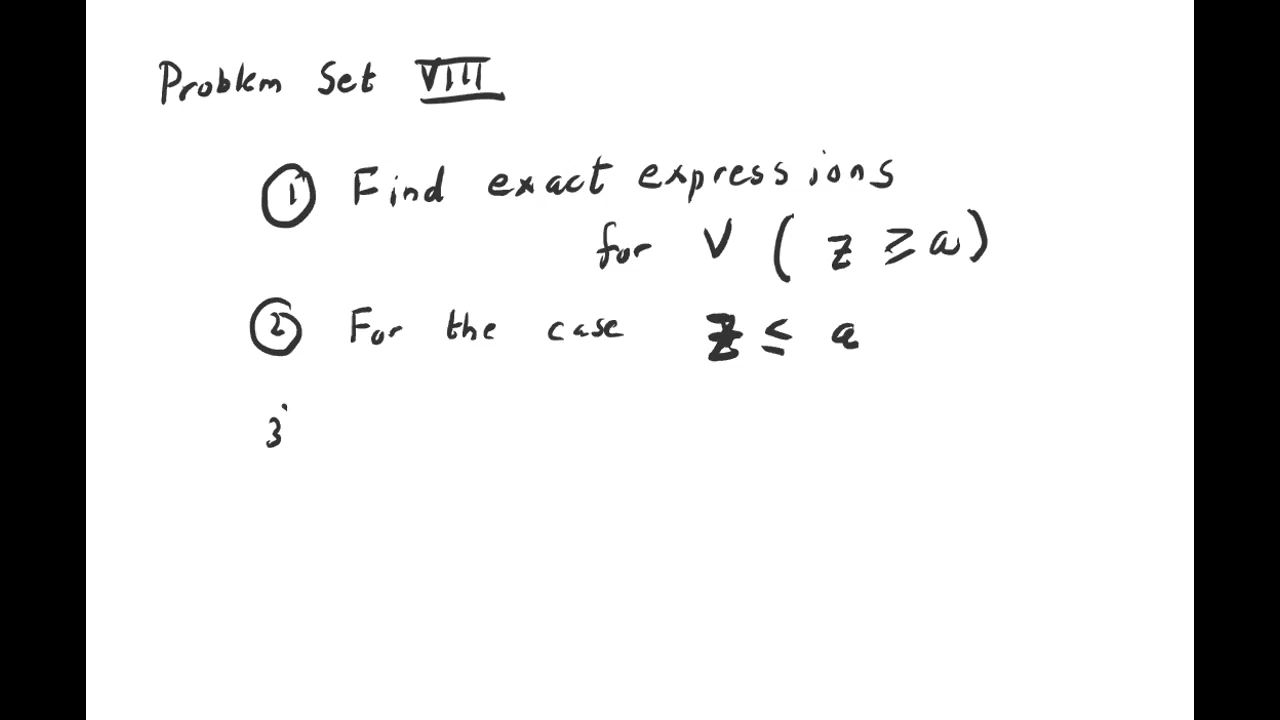 Problem Set VIII
① Find exact expressions
for V ( z ≥ a )
② For the case z ≤ a
3